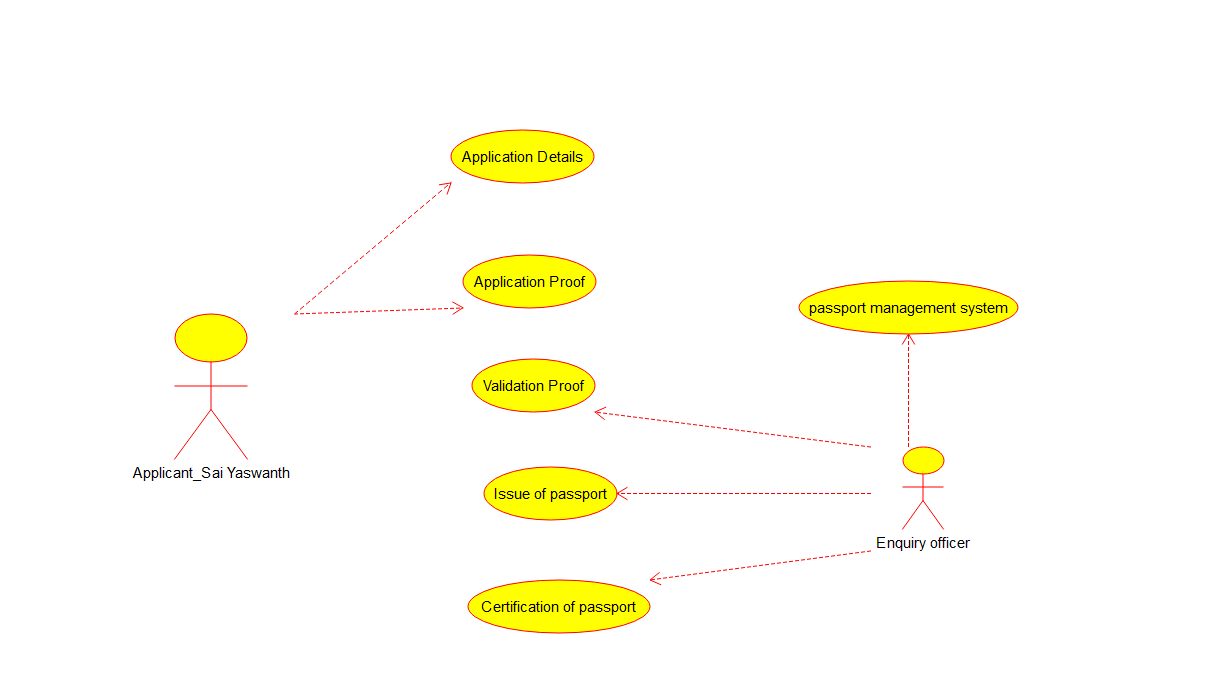 Application Details
Application Proof
passport management system
Validation Proof
Applicant_Sai Yaswanth
Issue of passport
Enquiry officer
Certification of passport